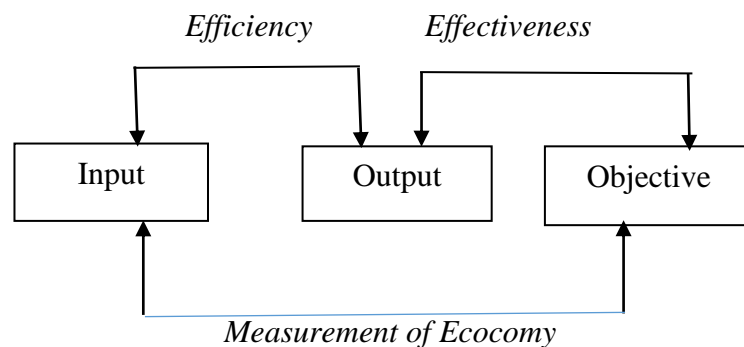 Efficiency Effectiveness
Input Output Objective
Measurement of Ecocomy